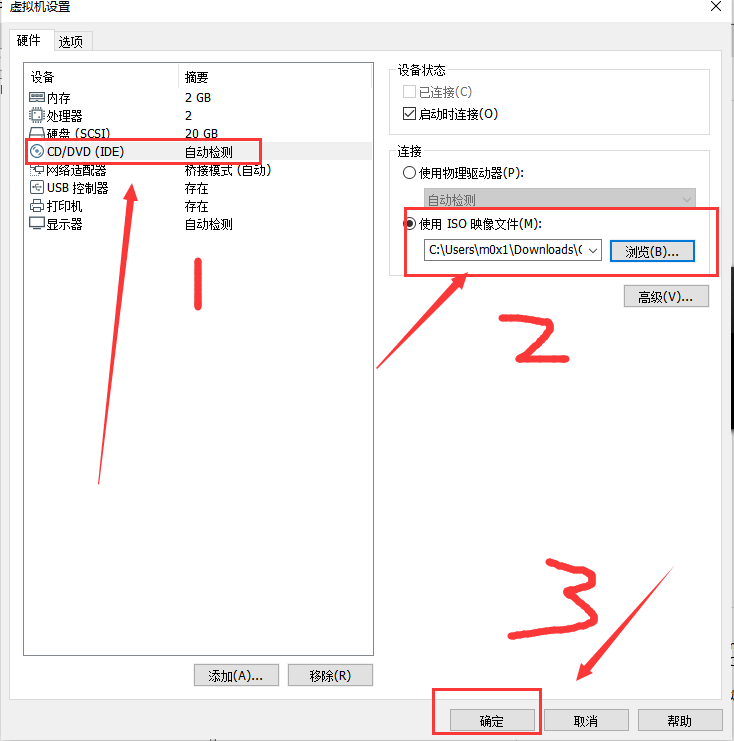 虚拟机设置
硬件 选项
设备 摘要
内存 2 GB
处理器 2
硬盘 (SCSI) 20 GB
CD/DVD (IDE) 自动检测
网络适配器 桥接模式 (自动)
USB 控制器 存在
打印机 存在
显示器 自动检测
1
添加(A)... 移除(R)
设备状态
已连接(C)
启动时连接(O)
连接
使用物理驱动器(P):
自动检测
使用 ISO 映像文件(M):
C:\Users\m0x1\Downloads\ 浏览(B)...
高级(V)...
2
3
确定 取消 帮助